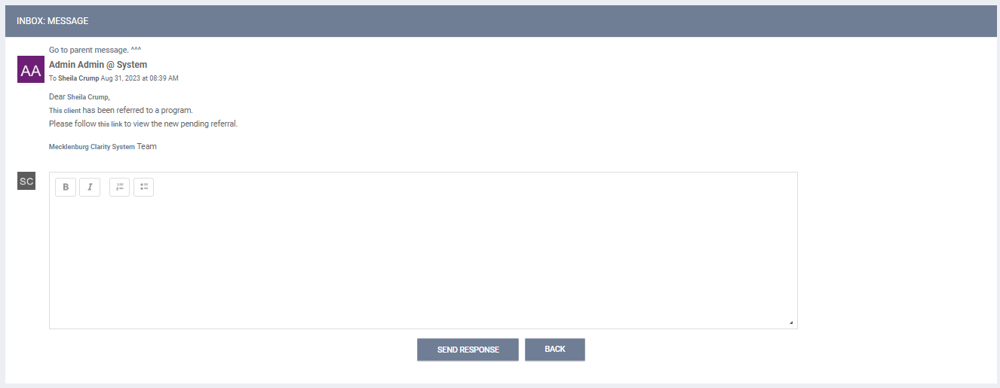 INBOX: MESSAGE
Go to parent message. ^^^
AA
Admin Admin @ System
To Sheila Crump Aug 31, 2023 at 08:39 AM
Dear Sheila Crump,
This client has been referred to a program.
Please follow this link to view the new pending referral.
Mecklenburg Clarity System Team
SC
B I
SEND RESPONSE BACK